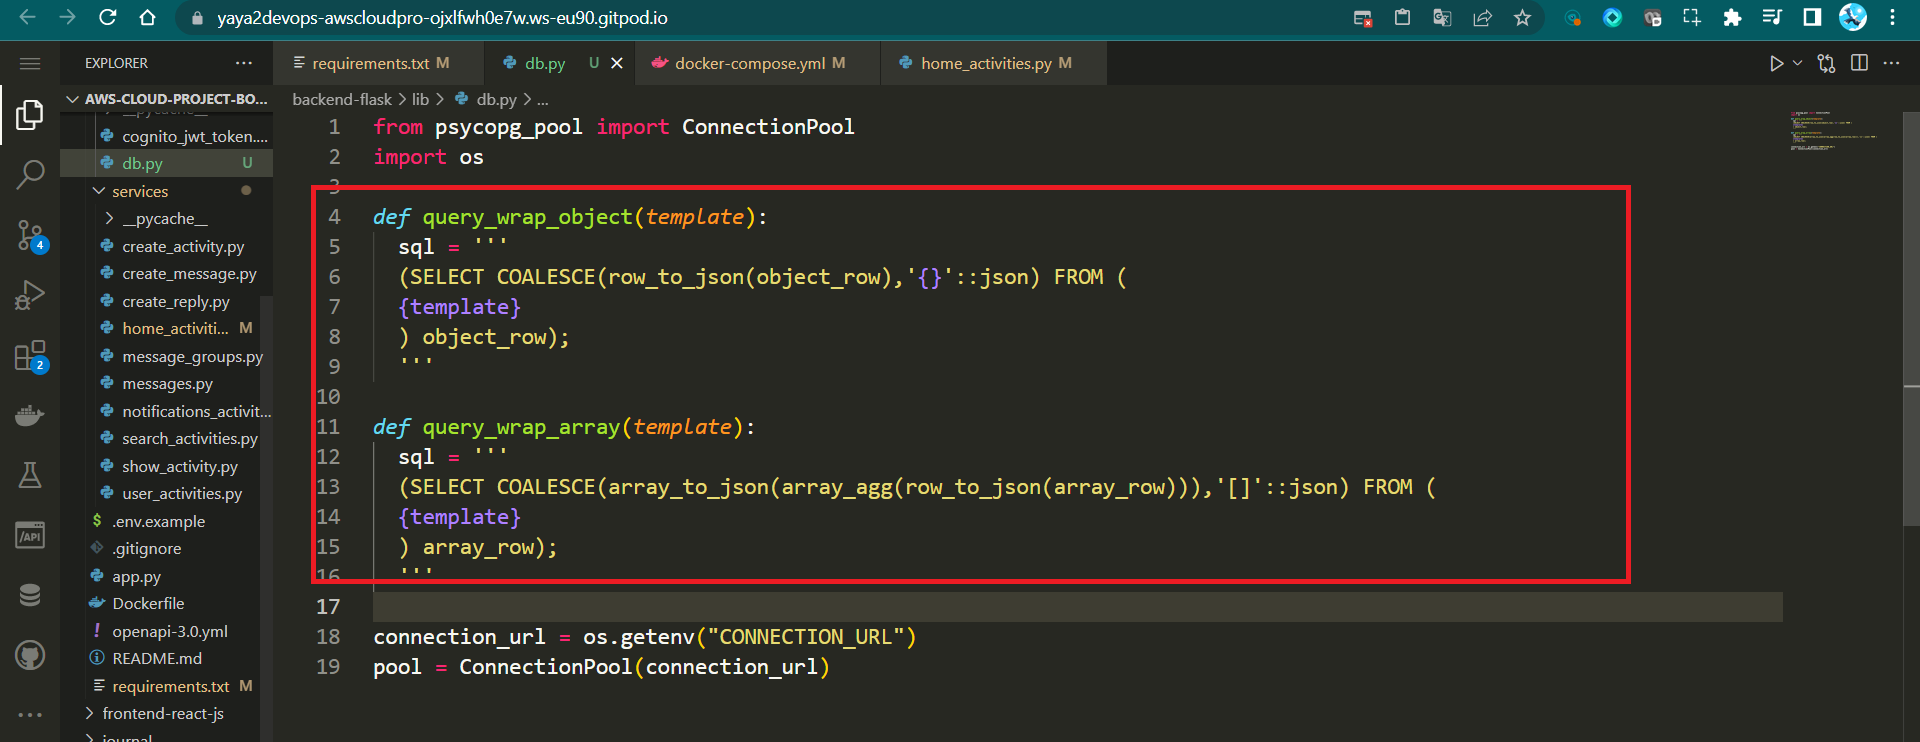 yaya2devops-awscloudpro-ojxlfwh0e7w.ws-eu90.gitpod.io
EXPLORER
requirements.txt M
db.py U
docker-compose.yml M
home_activities.py M
AWS-CLOUD-PROJECT-BO...
backend-flask > lib > db.py > ...
__pycache__
cognito_jwt_token....
db.py U
services
__pycache__
create_activity.py
create_message.py
create_reply.py
home_activiti... M
message_groups.py
messages.py
notifications_activit...
search_activities.py
show_activity.py
user_activities.py
.env.example
.gitignore
app.py
Dockerfile
openapi-3.0.yml
README.md
requirements.txt M
frontend-react-js
journal
4
2
/API
1 from psycopg_pool import ConnectionPool
2 import os
3
4 def query_wrap_object(template):
5 sql = '''
6 (SELECT COALESCE(row_to_json(object_row),'{}'::json) FROM (
7 {template}
8 ) object_row);
9 '''
10
11 def query_wrap_array(template):
12 sql = '''
13 (SELECT COALESCE(array_to_json(array_agg(row_to_json(array_row))),'[]'::json) FROM (
14 {template}
15 ) array_row);
16 '''
17
18 connection_url = os.getenv("CONNECTION_URL")
19 pool = ConnectionPool(connection_url)